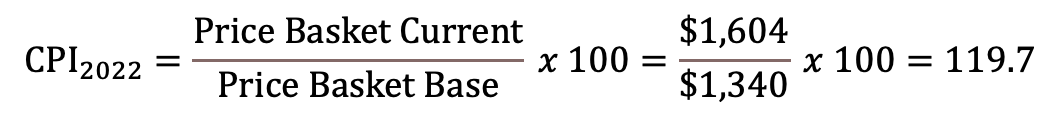 CPI₂₀₂₂ = Price Basket Current / Price Basket Base x 100 = $1,604 / $1,340 x 100 = 119.7